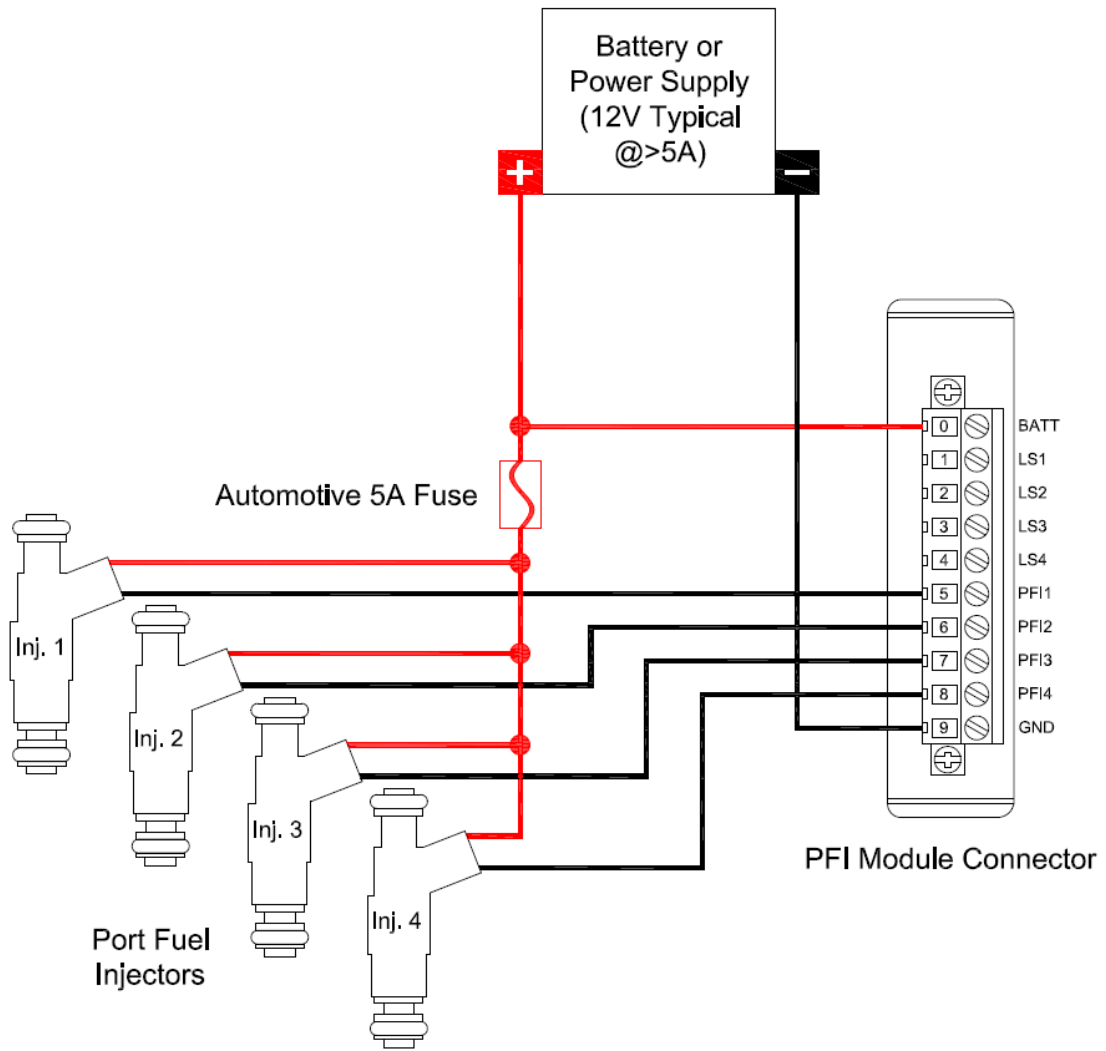 Battery or
Power Supply
(12V Typical
@>5A)
+
-
Automotive 5A Fuse
0 BATT
1 LS1
2 LS2
3 LS3
4 LS4
5 PFI1
6 PFI2
7 PFI3
8 PFI4
9 GND
PFI Module Connector
Inj. 1
Inj. 2
Inj. 3
Inj. 4
Port Fuel
Injectors